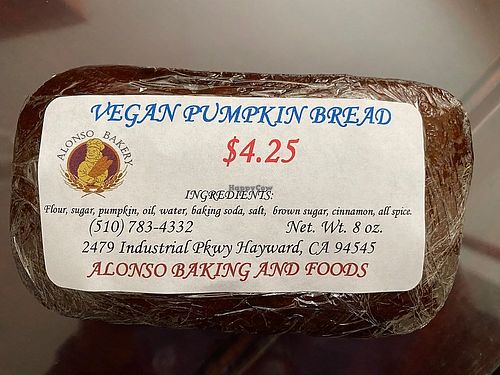 VEGAN PUMPKIN BREAD
ALONSO BAKERY
$4.25
HappyCow
INGREDIENTS:
Flour, sugar, pumpkin, oil, water, baking soda, salt, brown sugar, cinnamon, all spice.
(510) 783-4332 Net. Wt. 8 oz.
2479 Industrial Pkwy Hayward, CA 94545
ALONSO BAKING AND FOODS